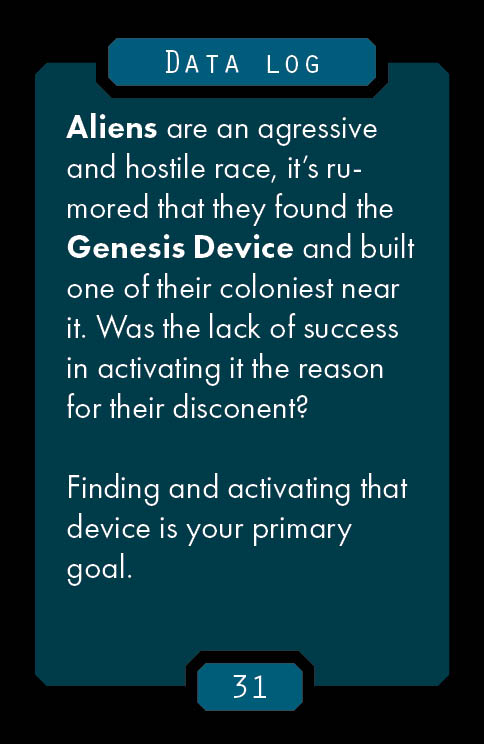 Data log
Aliens are an agressive
and hostile race, it's ru-
mored that they found the
Genesis Device and built
one of their coloniest near
it. Was the lack of success
in activating it the reason
for their disconent?
Finding and activating that
device is your primary
goal.
31